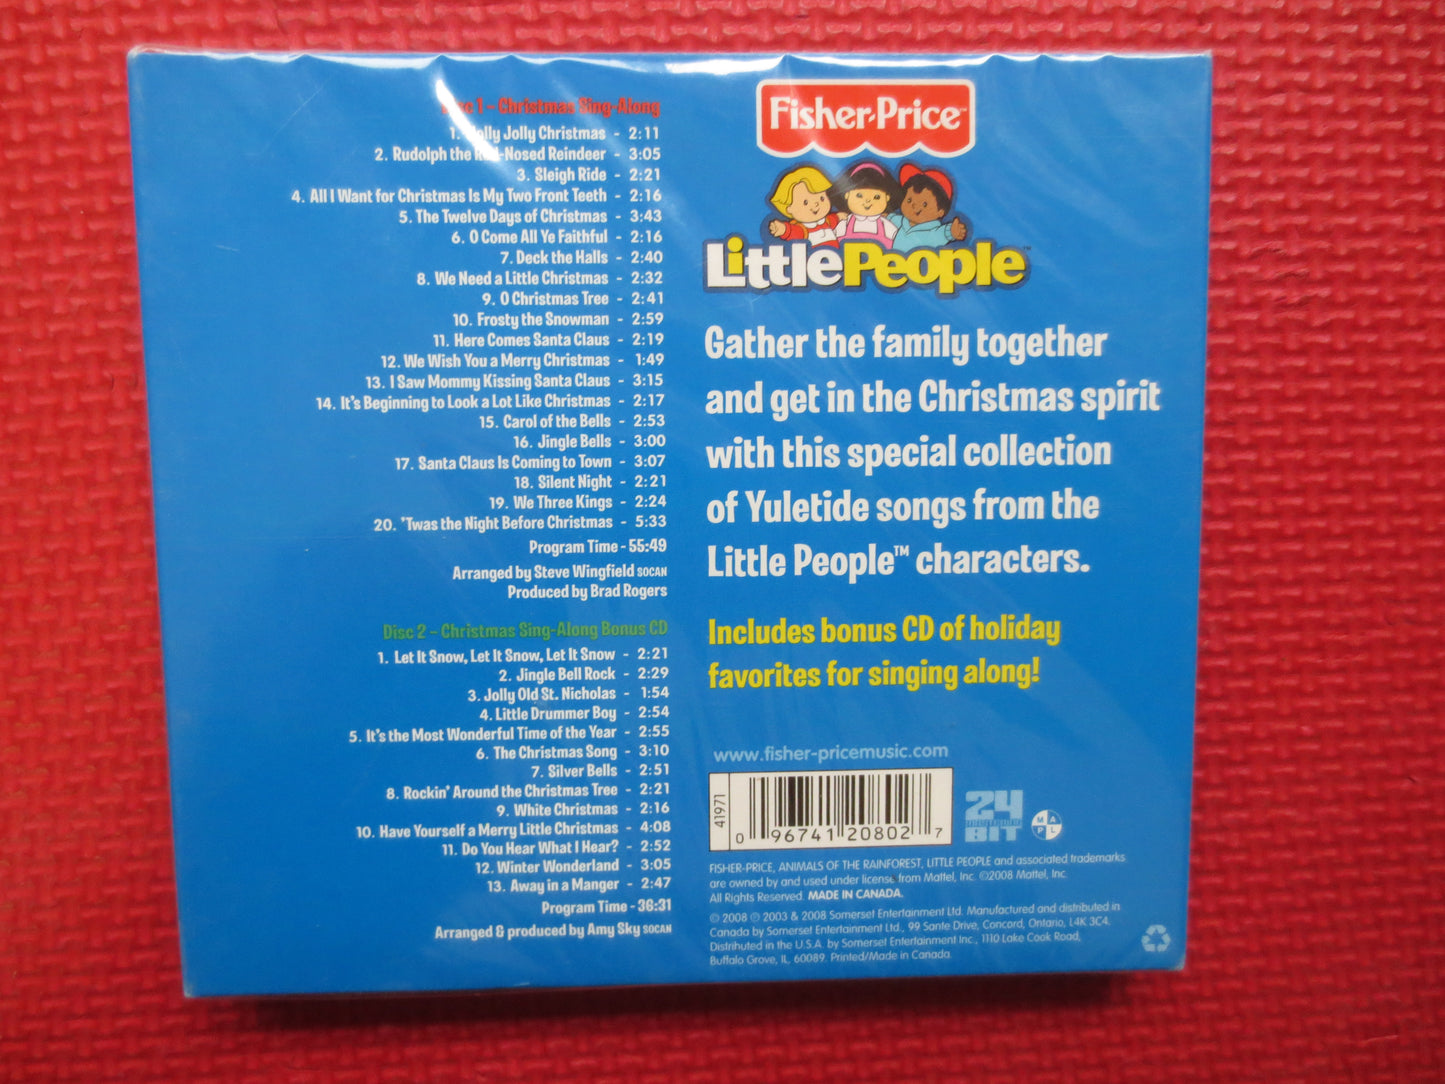 Disc 1 – Christmas Sing-Along
1. Holly Jolly Christmas - 2:11
2. Rudolph the Red-Nosed Reindeer - 3:05
3. Sleigh Ride - 2:21
4. All I Want for Christmas Is My Two Front Teeth - 2:16
5. The Twelve Days of Christmas - 3:43
6. O Come All Ye Faithful - 2:16
7. Deck the Halls - 2:40
8. We Need a Little Christmas - 2:32
9. O Christmas Tree - 2:41
10. Frosty the Snowman - 2:59
11. Here Comes Santa Claus - 2:19
12. We Wish You a Merry Christmas - 1:49
13. I Saw Mommy Kissing Santa Claus - 3:15
14. It's Beginning to Look a Lot Like Christmas - 2:17
15. Carol of the Bells - 2:53
16. Jingle Bells - 3:00
17. Santa Claus Is Coming to Town - 3:07
18. Silent Night - 2:21
19. We Three Kings - 2:24
20. 'Twas the Night Before Christmas - 5:33
Program Time - 55:49
Arranged by Steve Wingfield SOCAN
Produced by Brad Rogers
Disc 2 – Christmas Sing-Along Bonus CD
1. Let It Snow, Let It Snow, Let It Snow - 2:21
2. Jingle Bell Rock - 2:29
3. Jolly Old St. Nicholas - 1:54
4. Little Drummer Boy - 2:54
5. It's the Most Wonderful Time of the Year - 2:55
6. The Christmas Song - 3:10
7. Silver Bells - 2:51
8. Rockin' Around the Christmas Tree - 2:21
9. White Christmas - 2:16
10. Have Yourself a Merry Little Christmas - 4:08
11. Do You Hear What I Hear? - 2:52
12. Winter Wonderland - 3:05
13. Away in a Manger - 2:47
Program Time - 36:31
Arranged & produced by Amy Sky SOCAN
Fisher-Price™
Little People™
Gather the family together
and get in the Christmas spirit
with this special collection
of Yuletide songs from the
Little People™ characters.
Includes bonus CD of holiday
favorites for singing along!
www.fisher-pricemusic.com
41971
0 96741 20802 7
24
BIT
M A P L
FISHER-PRICE, ANIMALS OF THE RAINFOREST, LITTLE PEOPLE and associated trademarks
are owned by and used under license from Mattel, Inc. ©2008 Mattel, Inc.
All Rights Reserved. MADE IN CANADA.
© 2008 ℗ 2003 & 2008 Somerset Entertainment Ltd. Manufactured and distributed in
Canada by Somerset Entertainment Ltd., 99 Sante Drive, Concord, Ontario, L4K 3C4.
Distributed in the U.S.A. by Somerset Entertainment Inc., 1110 Lake Cook Road,
Buffalo Grove, IL, 60089. Printed/Made in Canada